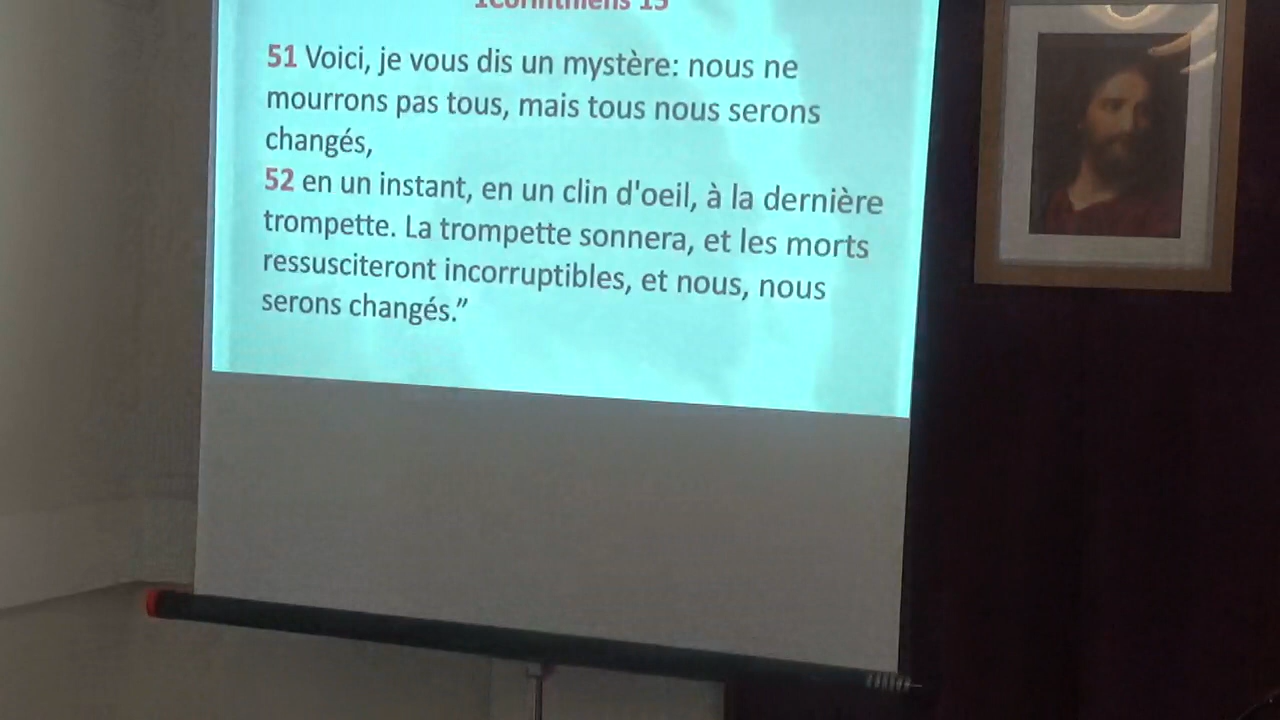 1Corinthiens 15
51 Voici, je vous dis un mystère: nous ne
mourrons pas tous, mais tous nous serons
changés,
52 en un instant, en un clin d'oeil, à la dernière
trompette. La trompette sonnera, et les morts
ressusciteront incorruptibles, et nous, nous
serons changés.”